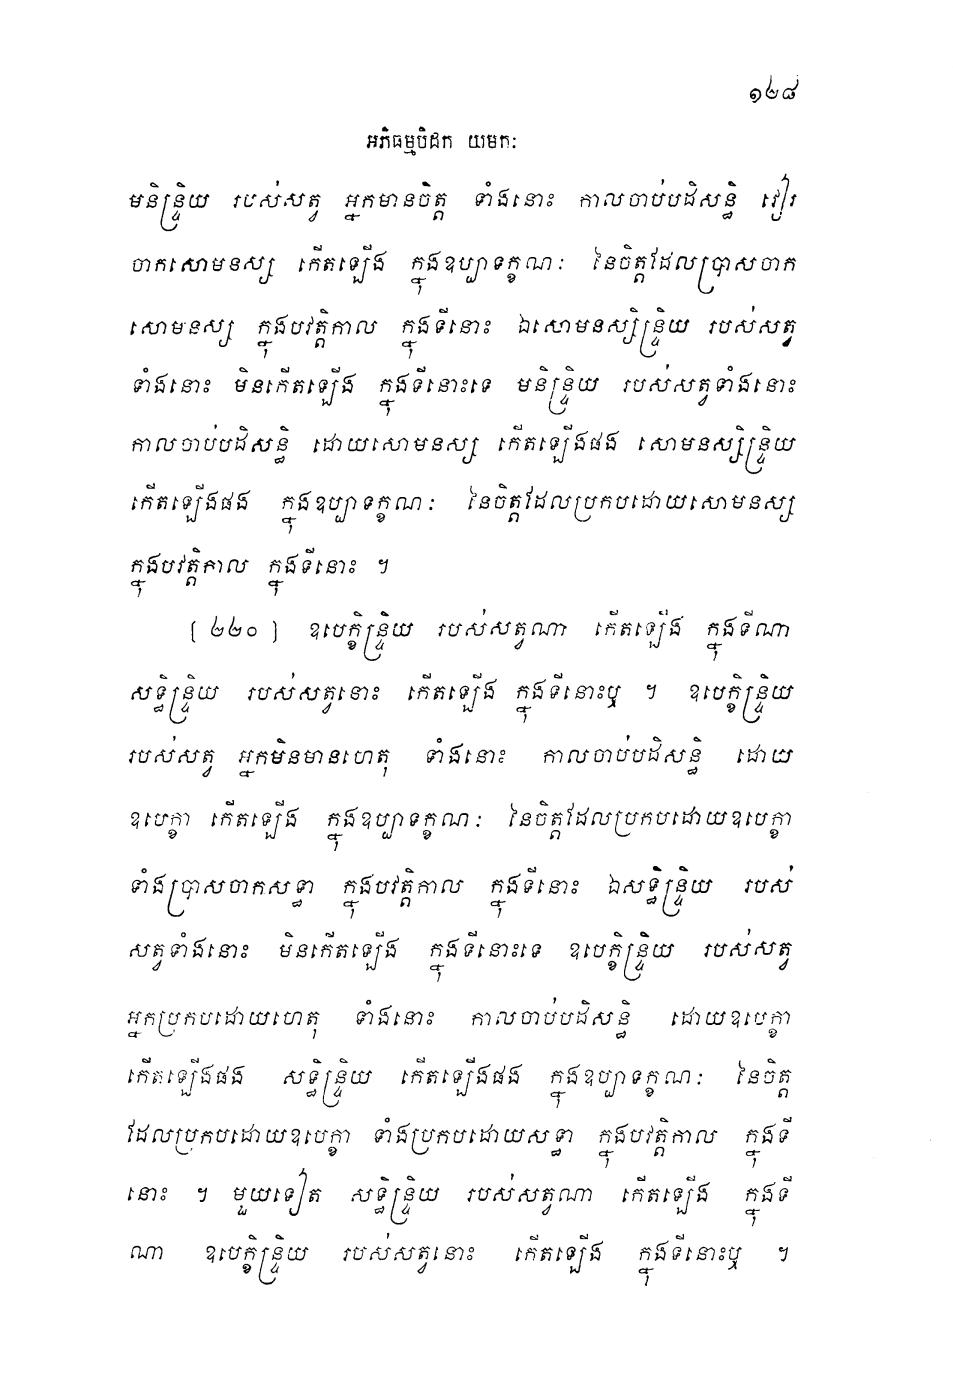 ១២៨
អភិធម្មបិដក យមកៈ
មនិន្ទ្រិយ របស់សត្វ អ្នកមានចិត្ត ទាំងនោះ កាលចាប់បដិសន្ធិ វៀរ
ចាកសោមនស្ស កើតឡើង ក្នុងឧប្បាទក្ខណៈ នៃចិត្តដែលប្រាសចាក
សោមនស្ស ក្នុងបវត្តិកាល ក្នុងទីនោះ ឯសោមនស្សិន្ទ្រិយ របស់សត្វ
ទាំងនោះ មិនកើតឡើង ក្នុងទីនោះទេ មនិន្ទ្រិយ របស់សត្វទាំងនោះ
កាលចាប់បដិសន្ធិ ដោយសោមនស្ស កើតឡើងផង សោមនស្សិន្ទ្រិយ
កើតឡើងផង ក្នុងឧប្បាទក្ខណៈ នៃចិត្តដែលប្រកបដោយសោមនស្ស
ក្នុងបវត្តិកាល ក្នុងទីនោះ ។
[ ២២០ ] ឧបេក្ខិន្ទ្រិយ របស់សត្វណា កើតឡើង ក្នុងទីណា
សទ្ធិន្ទ្រិយ របស់សត្វនោះ កើតឡើង ក្នុងទីនោះឬ ។ ឧបេក្ខិន្ទ្រិយ
របស់សត្វ អ្នកមិនមានហេតុ ទាំងនោះ កាលចាប់បដិសន្ធិ ដោយ
ឧបេក្ខា កើតឡើង ក្នុងឧប្បាទក្ខណៈ នៃចិត្តដែលប្រកបដោយឧបេក្ខា
ទាំងប្រាសចាកសទ្ធា ក្នុងបវត្តិកាល ក្នុងទីនោះ ឯសទ្ធិន្ទ្រិយ របស់
សត្វទាំងនោះ មិនកើតឡើង ក្នុងទីនោះទេ ឧបេក្ខិន្ទ្រិយ របស់សត្វ
អ្នកប្រកបដោយហេតុ ទាំងនោះ កាលចាប់បដិសន្ធិ ដោយឧបេក្ខា
កើតឡើងផង សទ្ធិន្ទ្រិយ កើតឡើងផង ក្នុងឧប្បាទក្ខណៈ នៃចិត្ត
ដែលប្រកបដោយឧបេក្ខា ទាំងប្រកបដោយសទ្ធា ក្នុងបវត្តិកាល ក្នុងទី
នោះ ។ មួយទៀត សទ្ធិន្ទ្រិយ របស់សត្វណា កើតឡើង ក្នុងទី
ណា ឧបេក្ខិន្ទ្រិយ របស់សត្វនោះ កើតឡើង ក្នុងទីនោះឬ ។